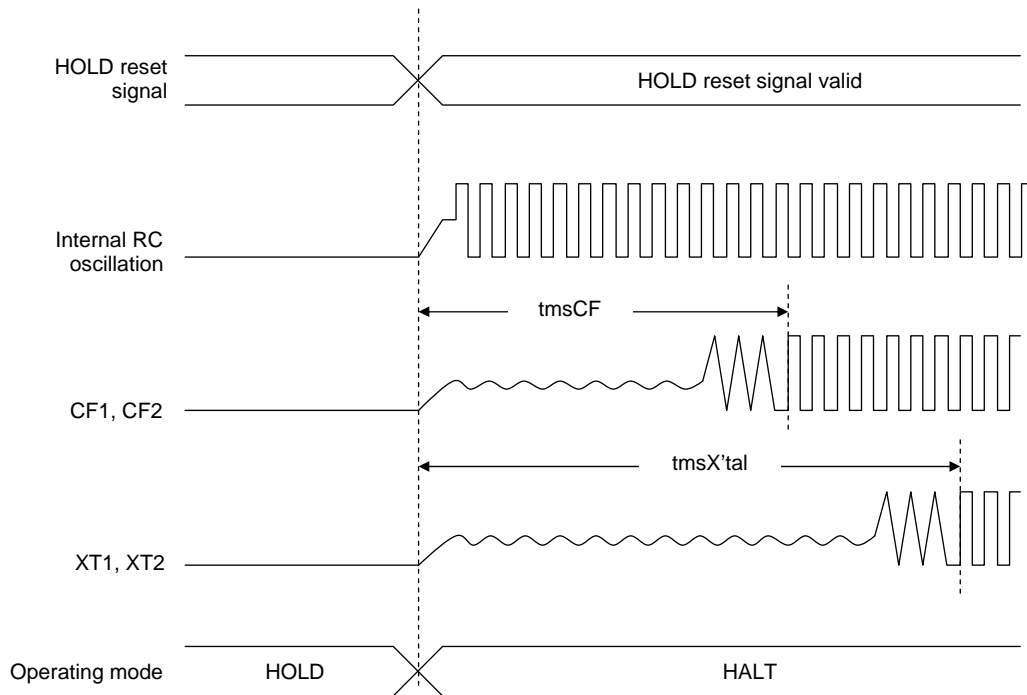 HOLD reset
signal
HOLD reset signal valid
Internal RC
oscillation
tmsCF
CF1, CF2
tmsX’tal
XT1, XT2
Operating mode
HOLD
HALT